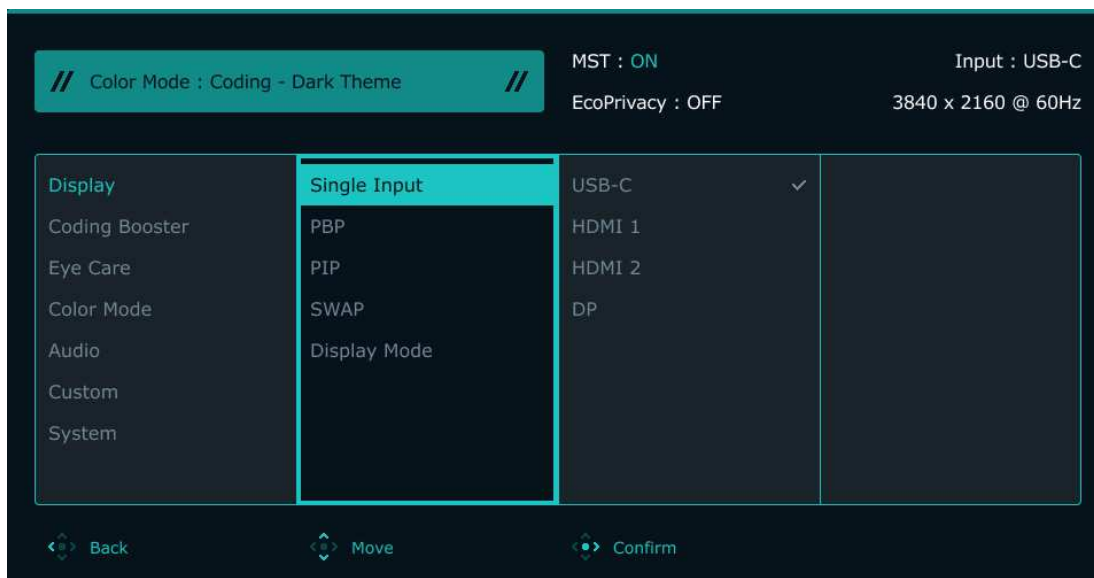 // Color Mode : Coding - Dark Theme //
MST : ON
Input : USB-C
EcoPrivacy : OFF
3840 x 2160 @ 60Hz
Display
Coding Booster
Eye Care
Color Mode
Audio
Custom
System
Single Input
PBP
PIP
SWAP
Display Mode
USB-C
HDMI 1
HDMI 2
DP
Back
Move
Confirm